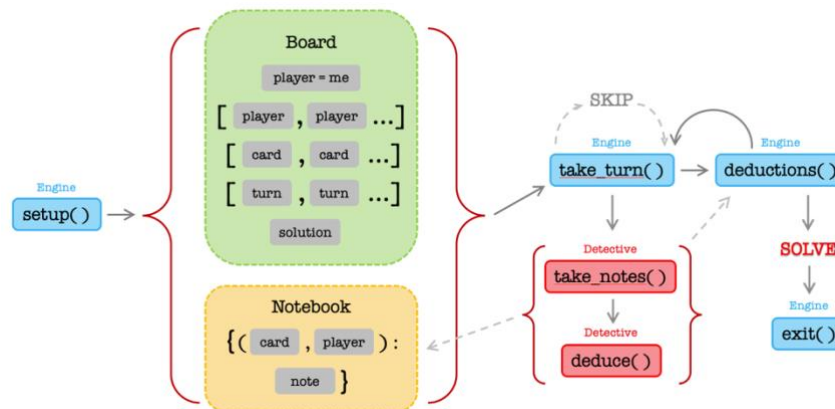 Board
player = me
[ player , player ...]
[ card , card ...]
[ turn , turn ...]
solution
Engine
setup()
Notebook
{( card , player ) :
note }
SKIP
Engine
take_turn()
Engine
deductions()
Detective
take_notes()
Detective
deduce()
SOLVE
Engine
exit()